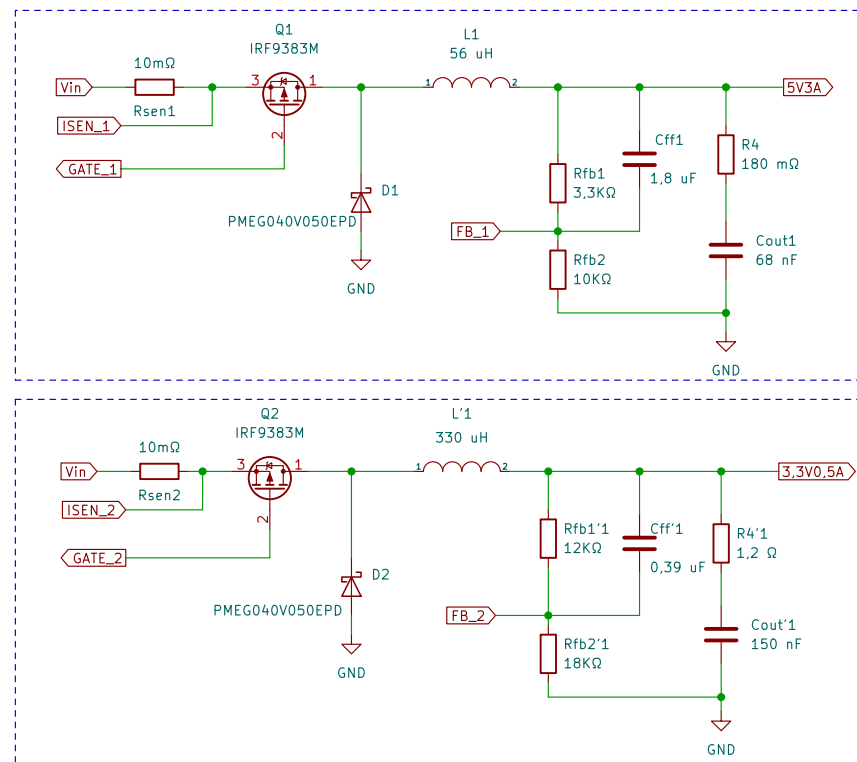 Q1
IRF9383M
10mΩ
Vin
Rsen1
3
1
2
ISEN_1
GATE_1
L1
56 uH
1
2
5V3A
D1
PMEG040V050EPD
GND
Rfb1
3,3KΩ
Cff1
1,8 uF
R4
180 mΩ
FB_1
Rfb2
10KΩ
Cout1
68 nF
GND
Q2
IRF9383M
10mΩ
Vin
Rsen2
3
1
2
ISEN_2
GATE_2
L'1
330 uH
1
2
3,3V0,5A
D2
PMEG040V050EPD
GND
Rfb1'1
12KΩ
Cff'1
0,39 uF
R4'1
1,2 Ω
FB_2
Rfb2'1
18KΩ
Cout'1
150 nF
GND